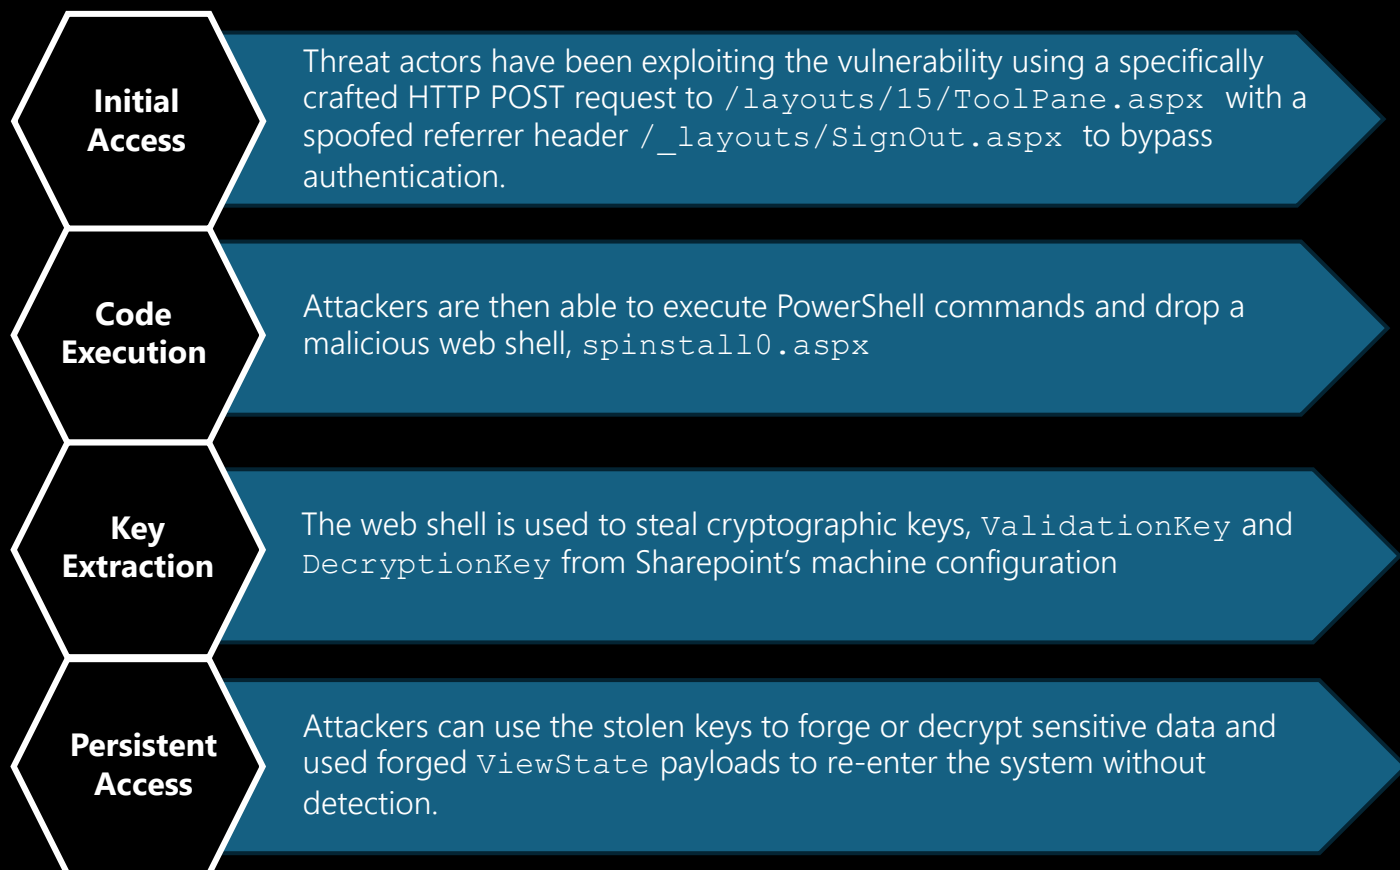 Initial
Access
Threat actors have been exploiting the vulnerability using a specifically
crafted HTTP POST request to /layouts/15/ToolPane.aspx with a
spoofed referrer header /_layouts/SignOut.aspx to bypass
authentication.
Code
Execution
Attackers are then able to execute PowerShell commands and drop a
malicious web shell, spinstall0.aspx
Key
Extraction
The web shell is used to steal cryptographic keys, ValidationKey and
DecryptionKey from Sharepoint’s machine configuration
Persistent
Access
Attackers can use the stolen keys to forge or decrypt sensitive data and
used forged ViewState payloads to re-enter the system without
detection.